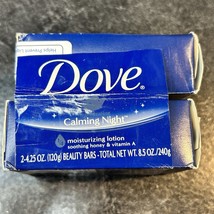 Dove
Calming Night™
moisturizing lotion
soothing honey & vitamin A
2-4.25 OZ. (120g) BEAUTY BARS - TOTAL NET WT. 8.5 OZ./240g